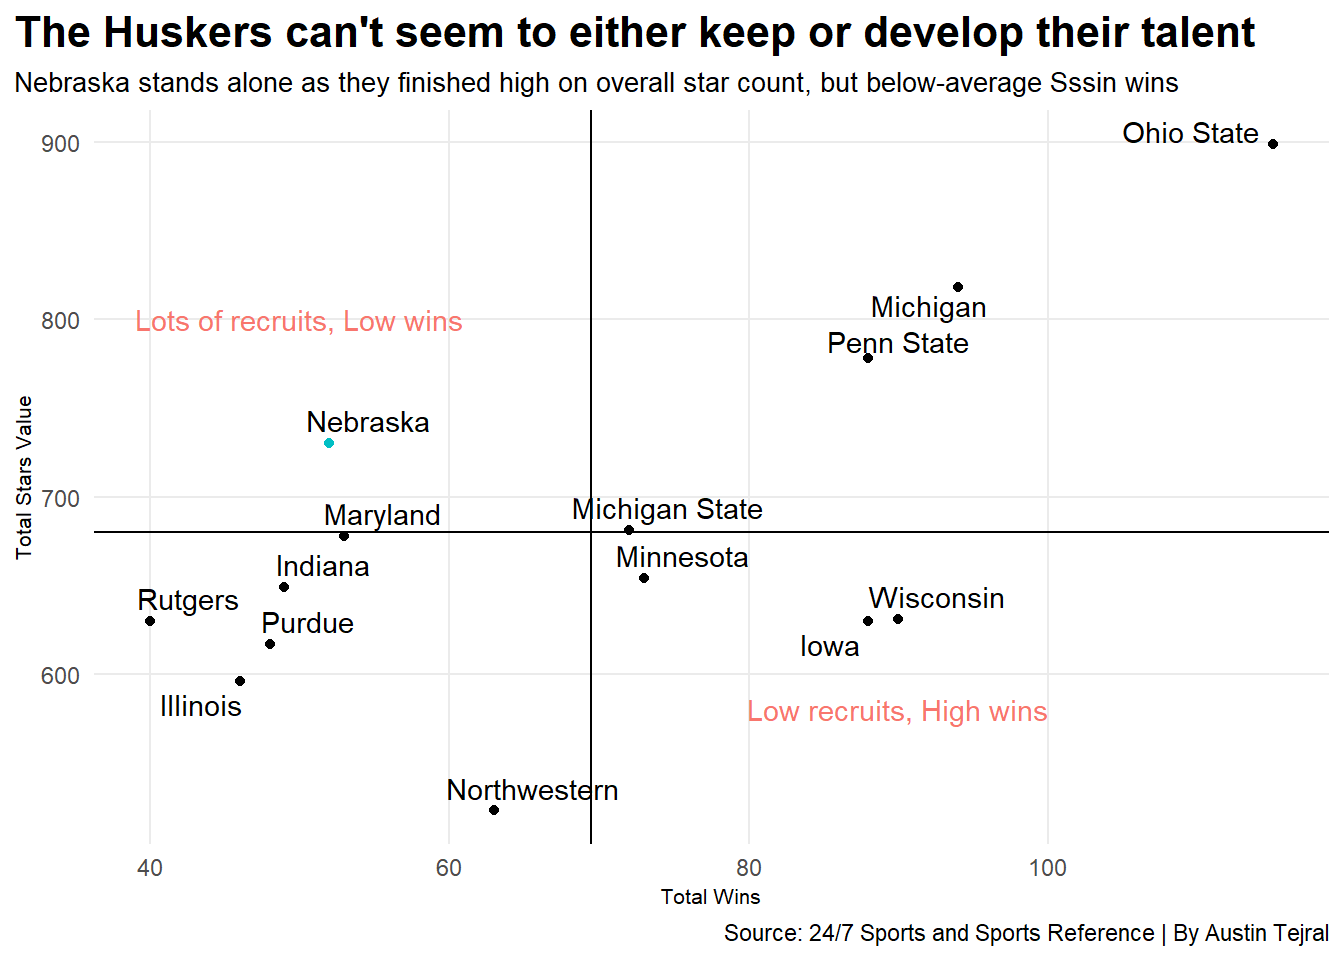 The Huskers can't seem to either keep or develop their talent
Nebraska stands alone as they finished high on overall star count, but below-average Sssin wins
900
Ohio State
Michigan
800
Lots of recruits, Low wins
Penn State
Nebraska
Total Stars Value
700
Michigan State
Maryland
Minnesota
Indiana
Rutgers
Wisconsin
Purdue
Iowa
600
Illinois
Low recruits, High wins
Northwestern
40
60
80
100
Total Wins
Source: 24/7 Sports and Sports Reference | By Austin Tejral